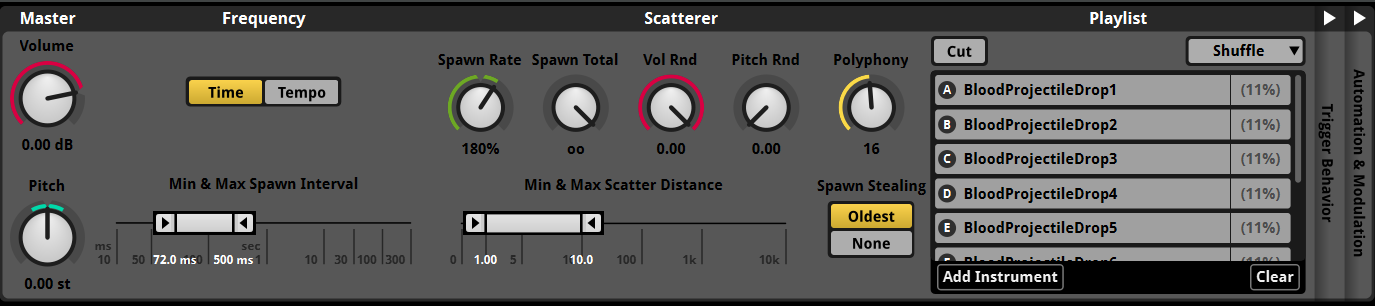 Master
Frequency
Scatterer
Playlist
Volume
0.00 dB
Pitch
0.00 st
Time
Tempo
Min & Max Spawn Interval
ms
sec
10
50
72.0 ms
500 ms
1
10
30
100
300
Spawn Rate
Spawn Total
Vol Rnd
Pitch Rnd
Polyphony
180%
oo
0.00
0.00
16
Min & Max Scatter Distance
0
1.00
5
10.0
100
1k
10k
Spawn Stealing
Oldest
None
Cut
Shuffle
A BloodProjectileDrop1 (11%)
B BloodProjectileDrop2 (11%)
C BloodProjectileDrop3 (11%)
D BloodProjectileDrop4 (11%)
E BloodProjectileDrop5 (11%)
Add Instrument
Clear
Trigger Behavior
Automation & Modulation